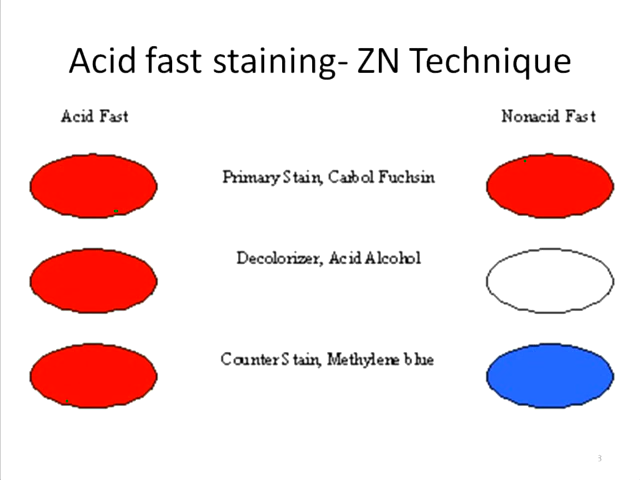 Acid fast staining- ZN Technique
Acid Fast
Nonacid Fast
Primary Stain, Carbol Fuchsin
Decolorizer, Acid Alcohol
Counter Stain, Methylene blue
3